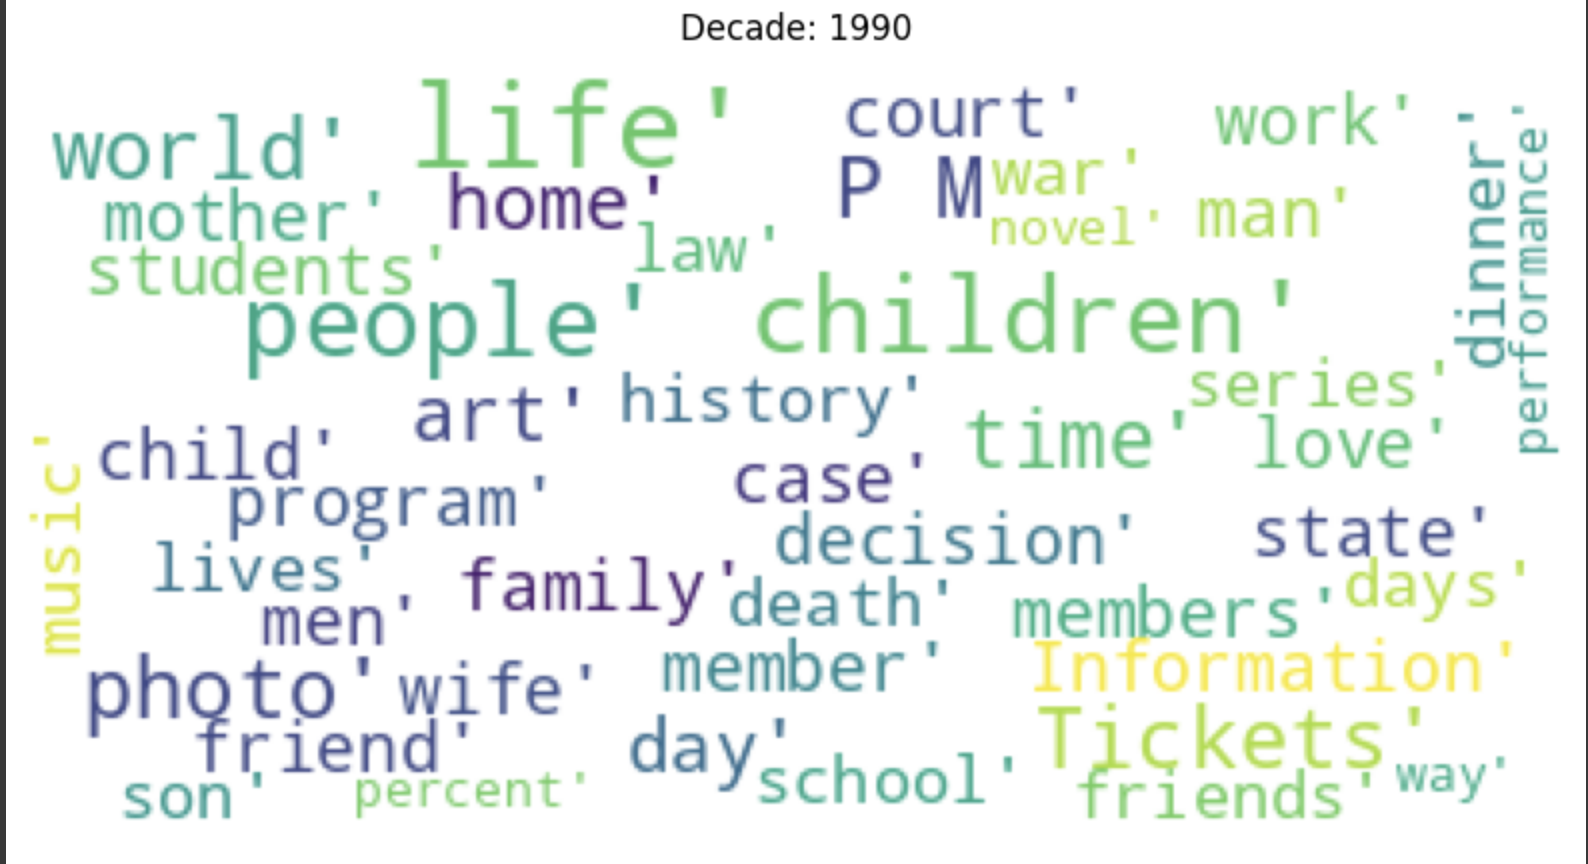 Decade: 1990
life'
court'
work'
world'
dinner'
performance'
home'
P M
war'
mother'
novel'
man'
law'
students'
people'
children'
series'
art'
history'
time'
love'
child'
music'
case'
program'
decision'
state'
lives'
family'
death'
members'
days'
men'
photo'
wife'
member'
Information'
friend'
day'
Tickets'
son'
percent'
school'
friends'
way'